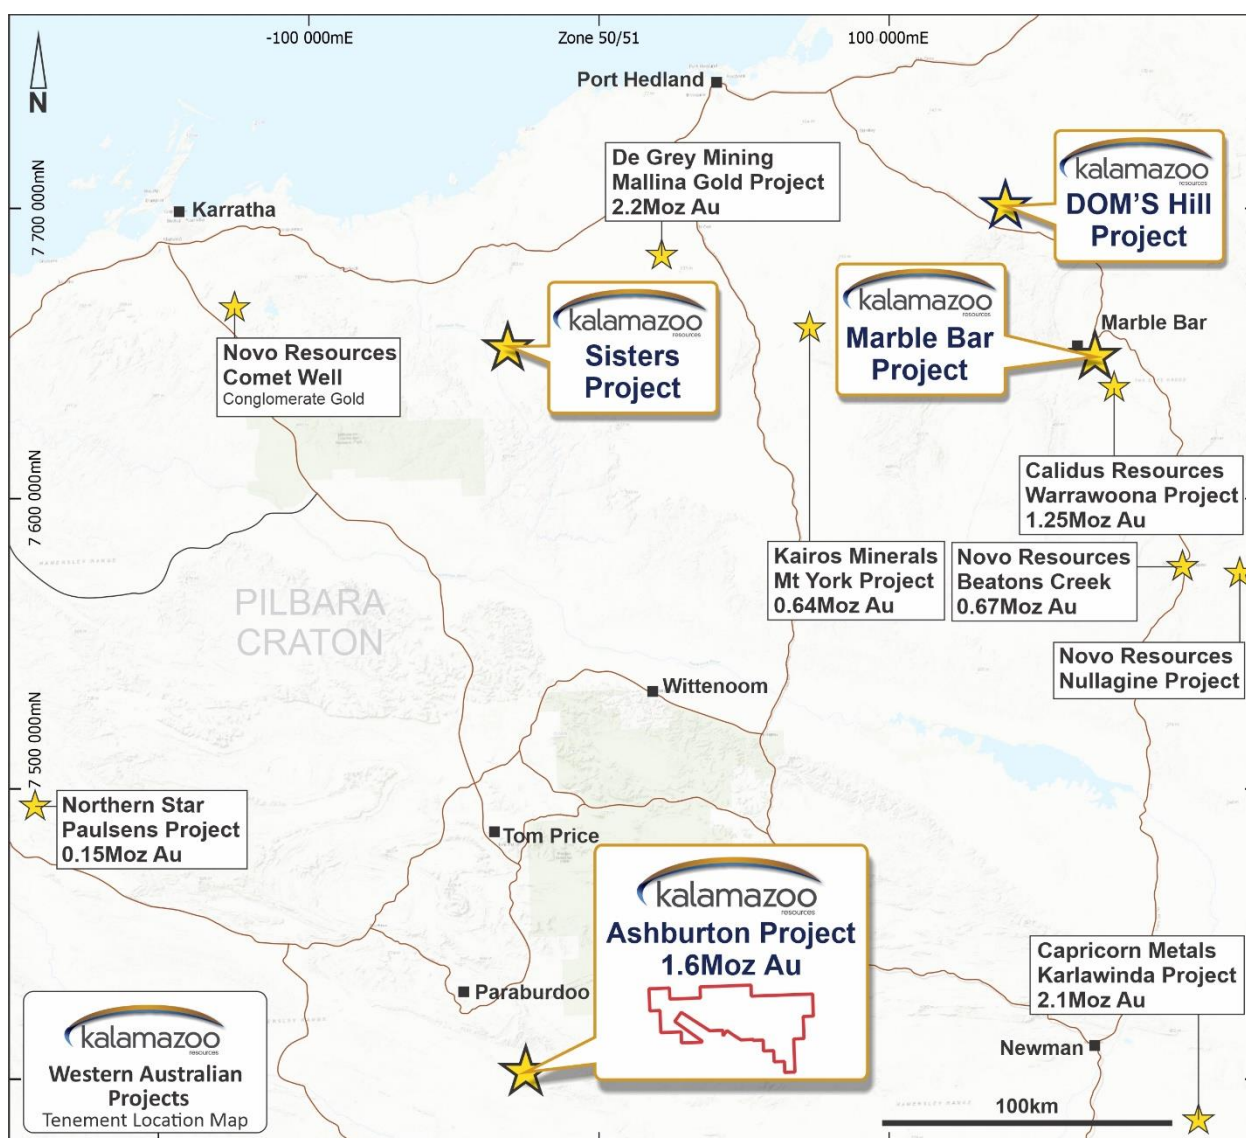 -100 000mE
Zone 50/51
100 000mE
N
Port Hedland
7 700 000mN
Karratha
De Grey Mining
Mallina Gold Project
2.2Moz Au
kalamazoo
resources
DOM'S Hill
Project
kalamazoo
resources
Marble Bar
Project
Marble Bar
kalamazoo
resources
Sisters
Project
Novo Resources
Comet Well
Conglomerate Gold
7 600 000mN
Calidus Resources
Warrawoona Project
1.25Moz Au
Kairos Minerals
Mt York Project
0.64Moz Au
Novo Resources
Beatons Creek
0.67Moz Au
PILBARA
CRATON
Novo Resources
Nullagine Project
Wittenoom
7 500 000mN
Northern Star
Paulsens Project
0.15Moz Au
Tom Price
kalamazoo
resources
Ashburton Project
1.6Moz Au
Paraburdoo
Capricorn Metals
Karlawinda Project
2.1Moz Au
Newman
kalamazoo
resources
Western Australian
Projects
Tenement Location Map
100km